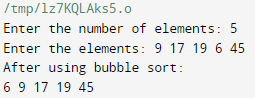 /tmp/lz7KQLAks5.o
Enter the number of elements: 5
Enter the elements: 9 17 19 6 45
After using bubble sort:
6 9 17 19 45